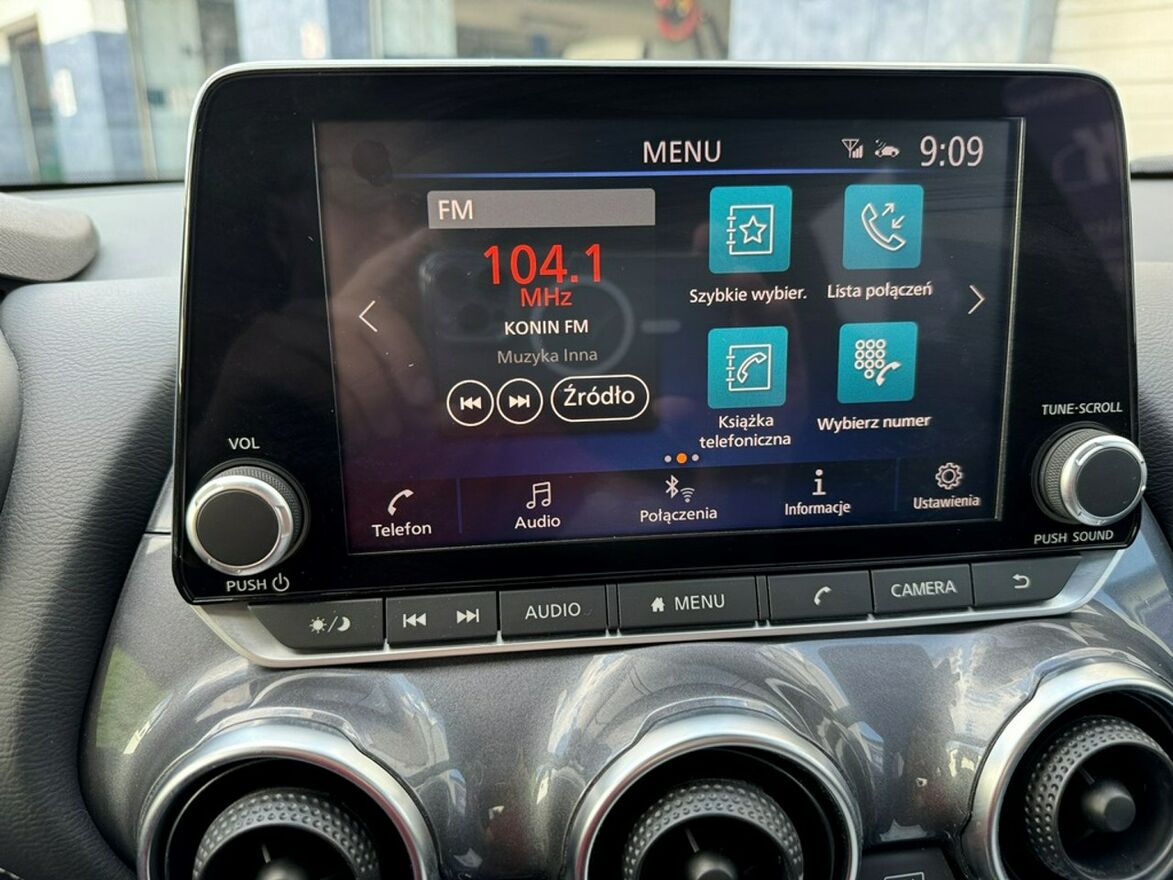 MENU
9:09
FM
104.1
MHz
KONIN FM
Muzyka Inna
Źródło
Szybkie wybier.
Lista połączeń
Książka
telefoniczna
Wybierz numer
Telefon
Audio
Połączenia
Informacje
Ustawienia
VOL
PUSH
TUNE·SCROLL
PUSH SOUND
AUDIO
MENU
CAMERA